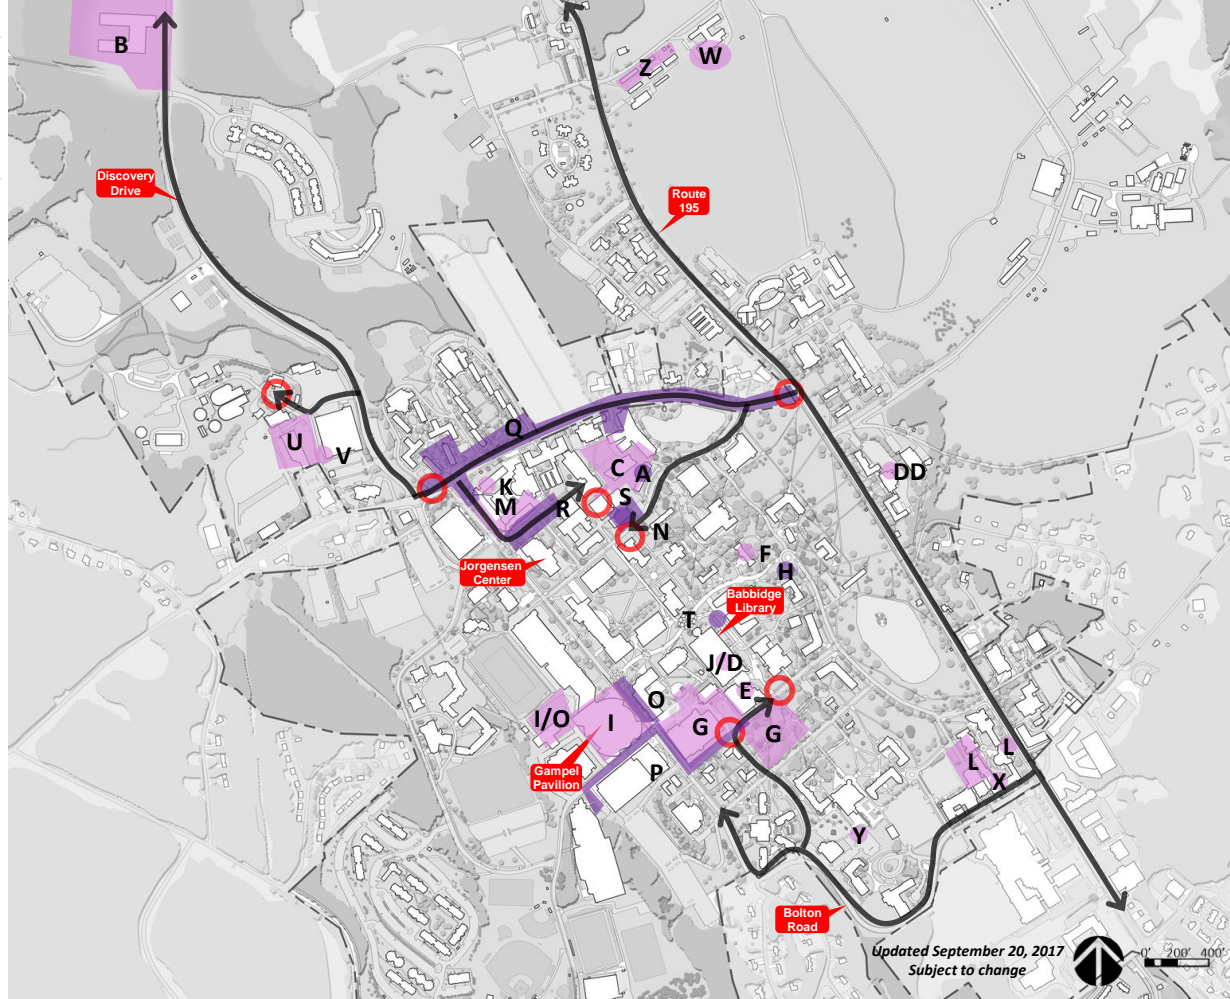 B
W
Z
Discovery
Drive
Route
195
Q
U
V
C
A
DD
K
M
S
R
N
F
Jorgensen
Center
H
Babbidge
Library
T
J/D
E
O
I/O
I
G
G
L
L
P
Gampel
Pavilion
X
Y
Bolton
Road
Updated September 20, 2017
Subject to change
0' 200' 400'